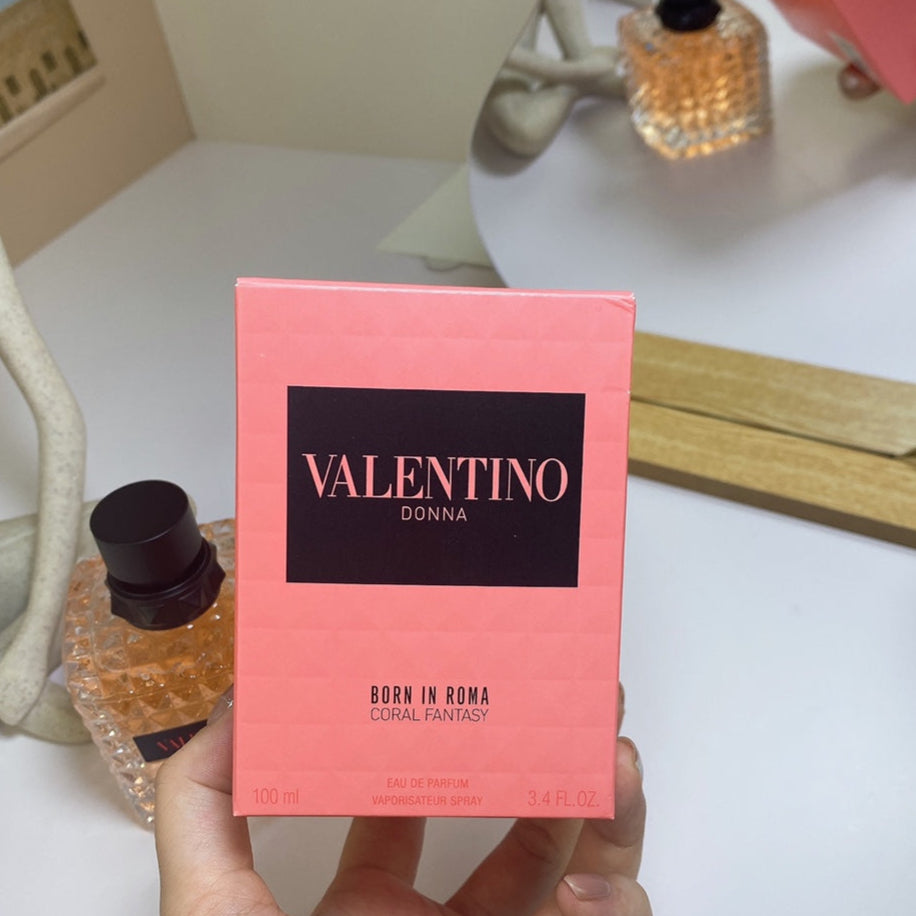 VALENTINO
DONNA
BORN IN ROMA
CORAL FANTASY
EAU DE PARFUM
100 ml
VAPORISATEUR SPRAY
3.4 FL.OZ.